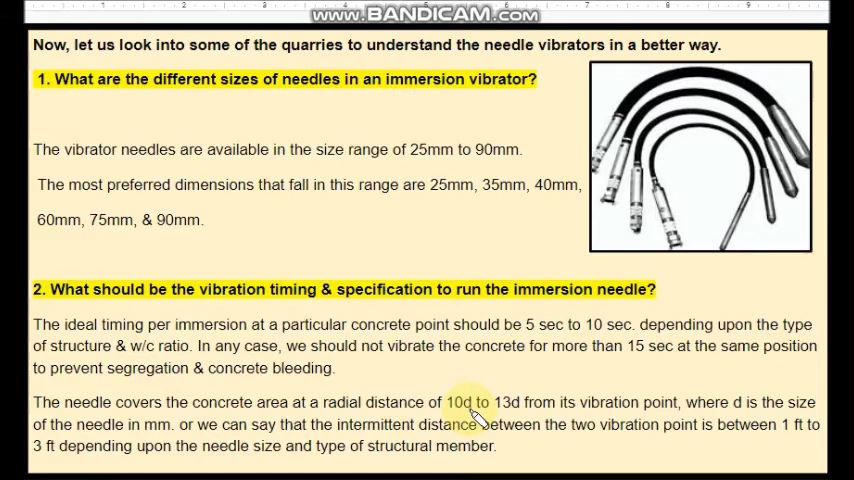 www.BANDICAM.com
Now, let us look into some of the quarries to understand the needle vibrators in a better way.
1. What are the different sizes of needles in an immersion vibrator?
The vibrator needles are available in the size range of 25mm to 90mm.
The most preferred dimensions that fall in this range are 25mm, 35mm, 40mm,
60mm, 75mm, & 90mm.
2. What should be the vibration timing & specification to run the immersion needle?
The ideal timing per immersion at a particular concrete point should be 5 sec to 10 sec. depending upon the type
of structure & w/c ratio. In any case, we should not vibrate the concrete for more than 15 sec at the same position
to prevent segregation & concrete bleeding.
The needle covers the concrete area at a radial distance of 10d to 13d from its vibration point, where d is the size
of the needle in mm. or we can say that the intermittent distance between the two vibration point is between 1 ft to
3 ft depending upon the needle size and type of structural member.